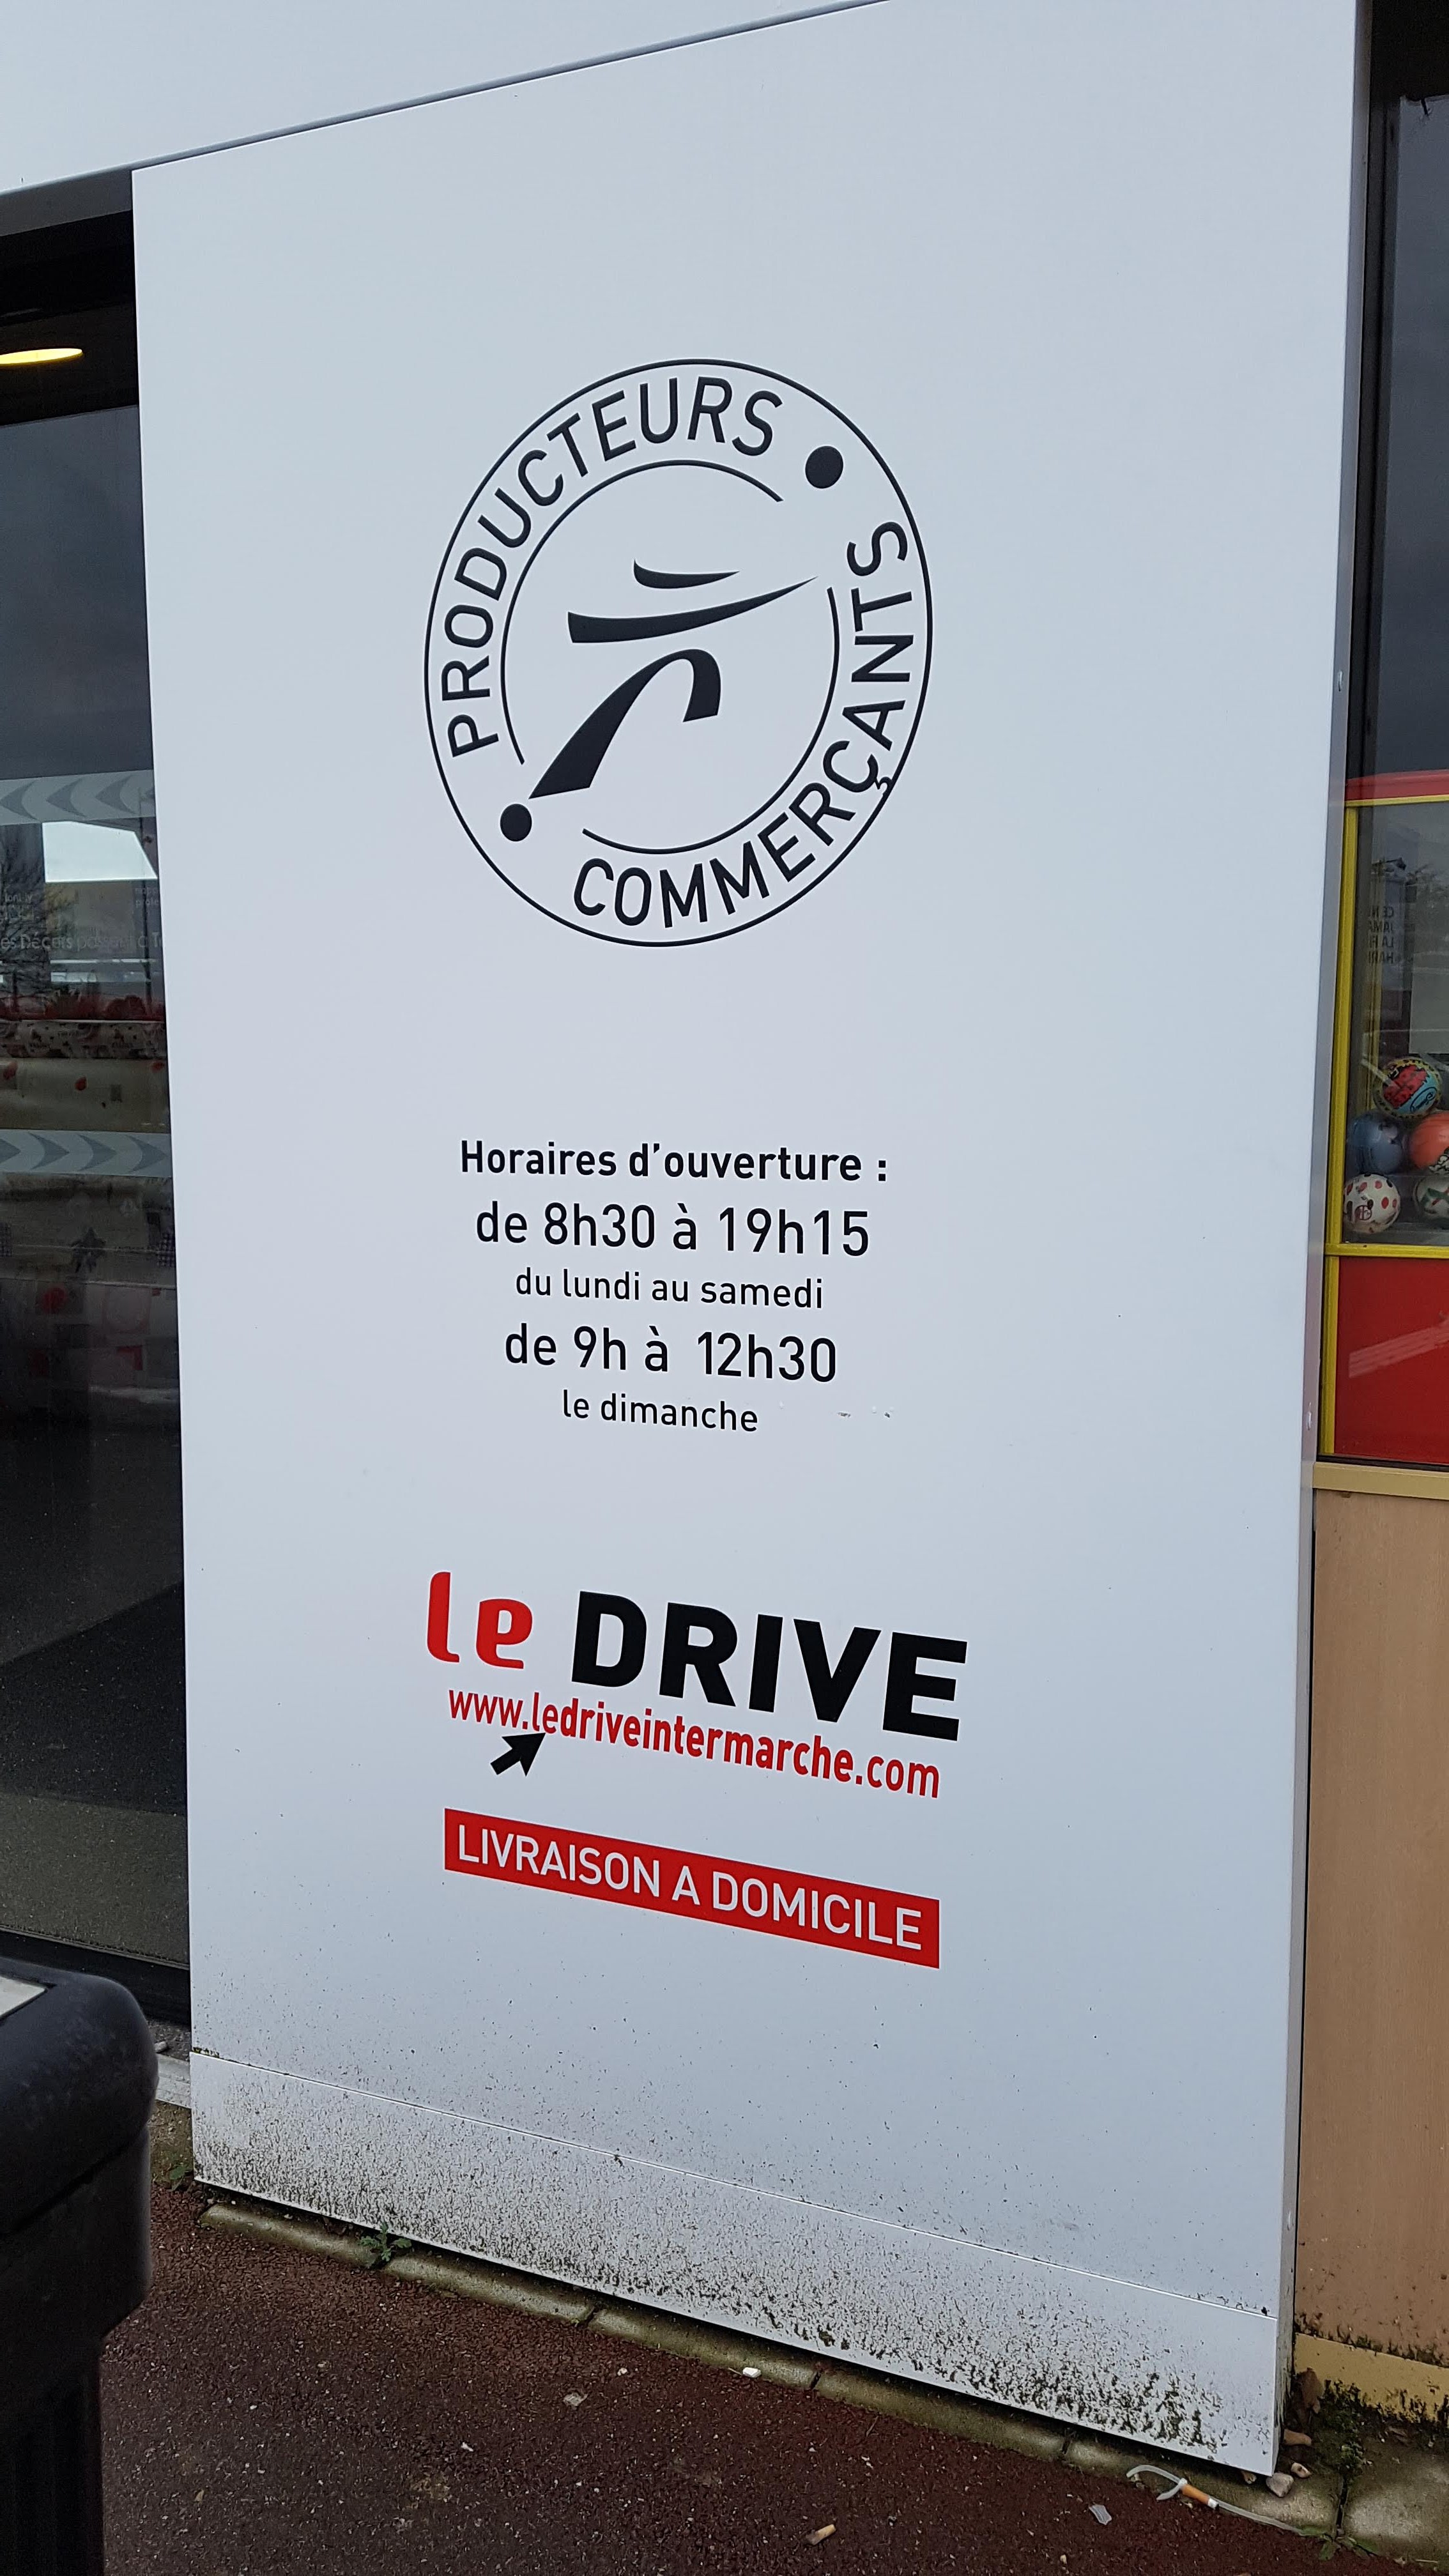 PRODUCTEURS
COMMERÇANTS
Horaires d'ouverture :
de 8h30 à 19h15
du lundi au samedi
de 9h à 12h30
le dimanche
le DRIVE
www.ledriveintermarche.com
LIVRAISON A DOMICILE